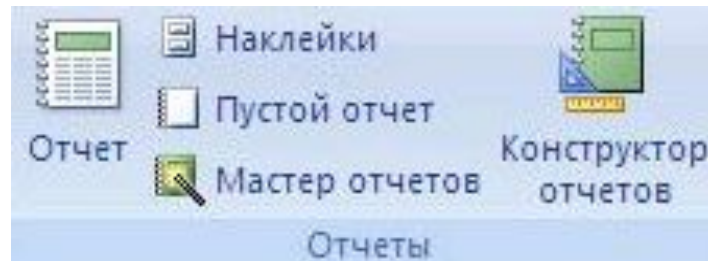 Отчет
Наклейки
Пустой отчет
Мастер отчетов
Конструктор
отчетов
Отчеты